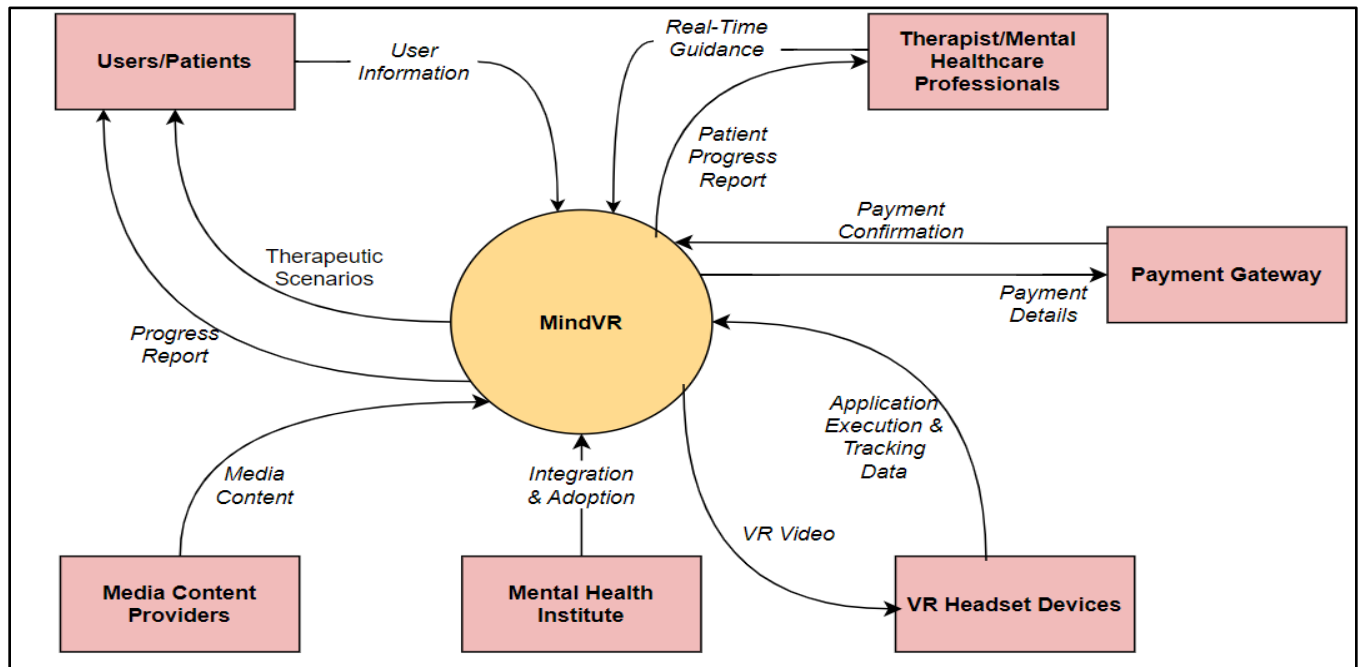 Users/Patients
User
Information
Real-Time
Guidance
Therapist/Mental
Healthcare
Professionals
Patient
Progress
Report
Payment
Confirmation
Payment Gateway
Payment
Details
Therapeutic
Scenarios
MindVR
Progress
Report
Application
Execution &
Tracking
Data
Media
Content
Integration
& Adoption
VR Video
Media Content
Providers
Mental Health
Institute
VR Headset Devices